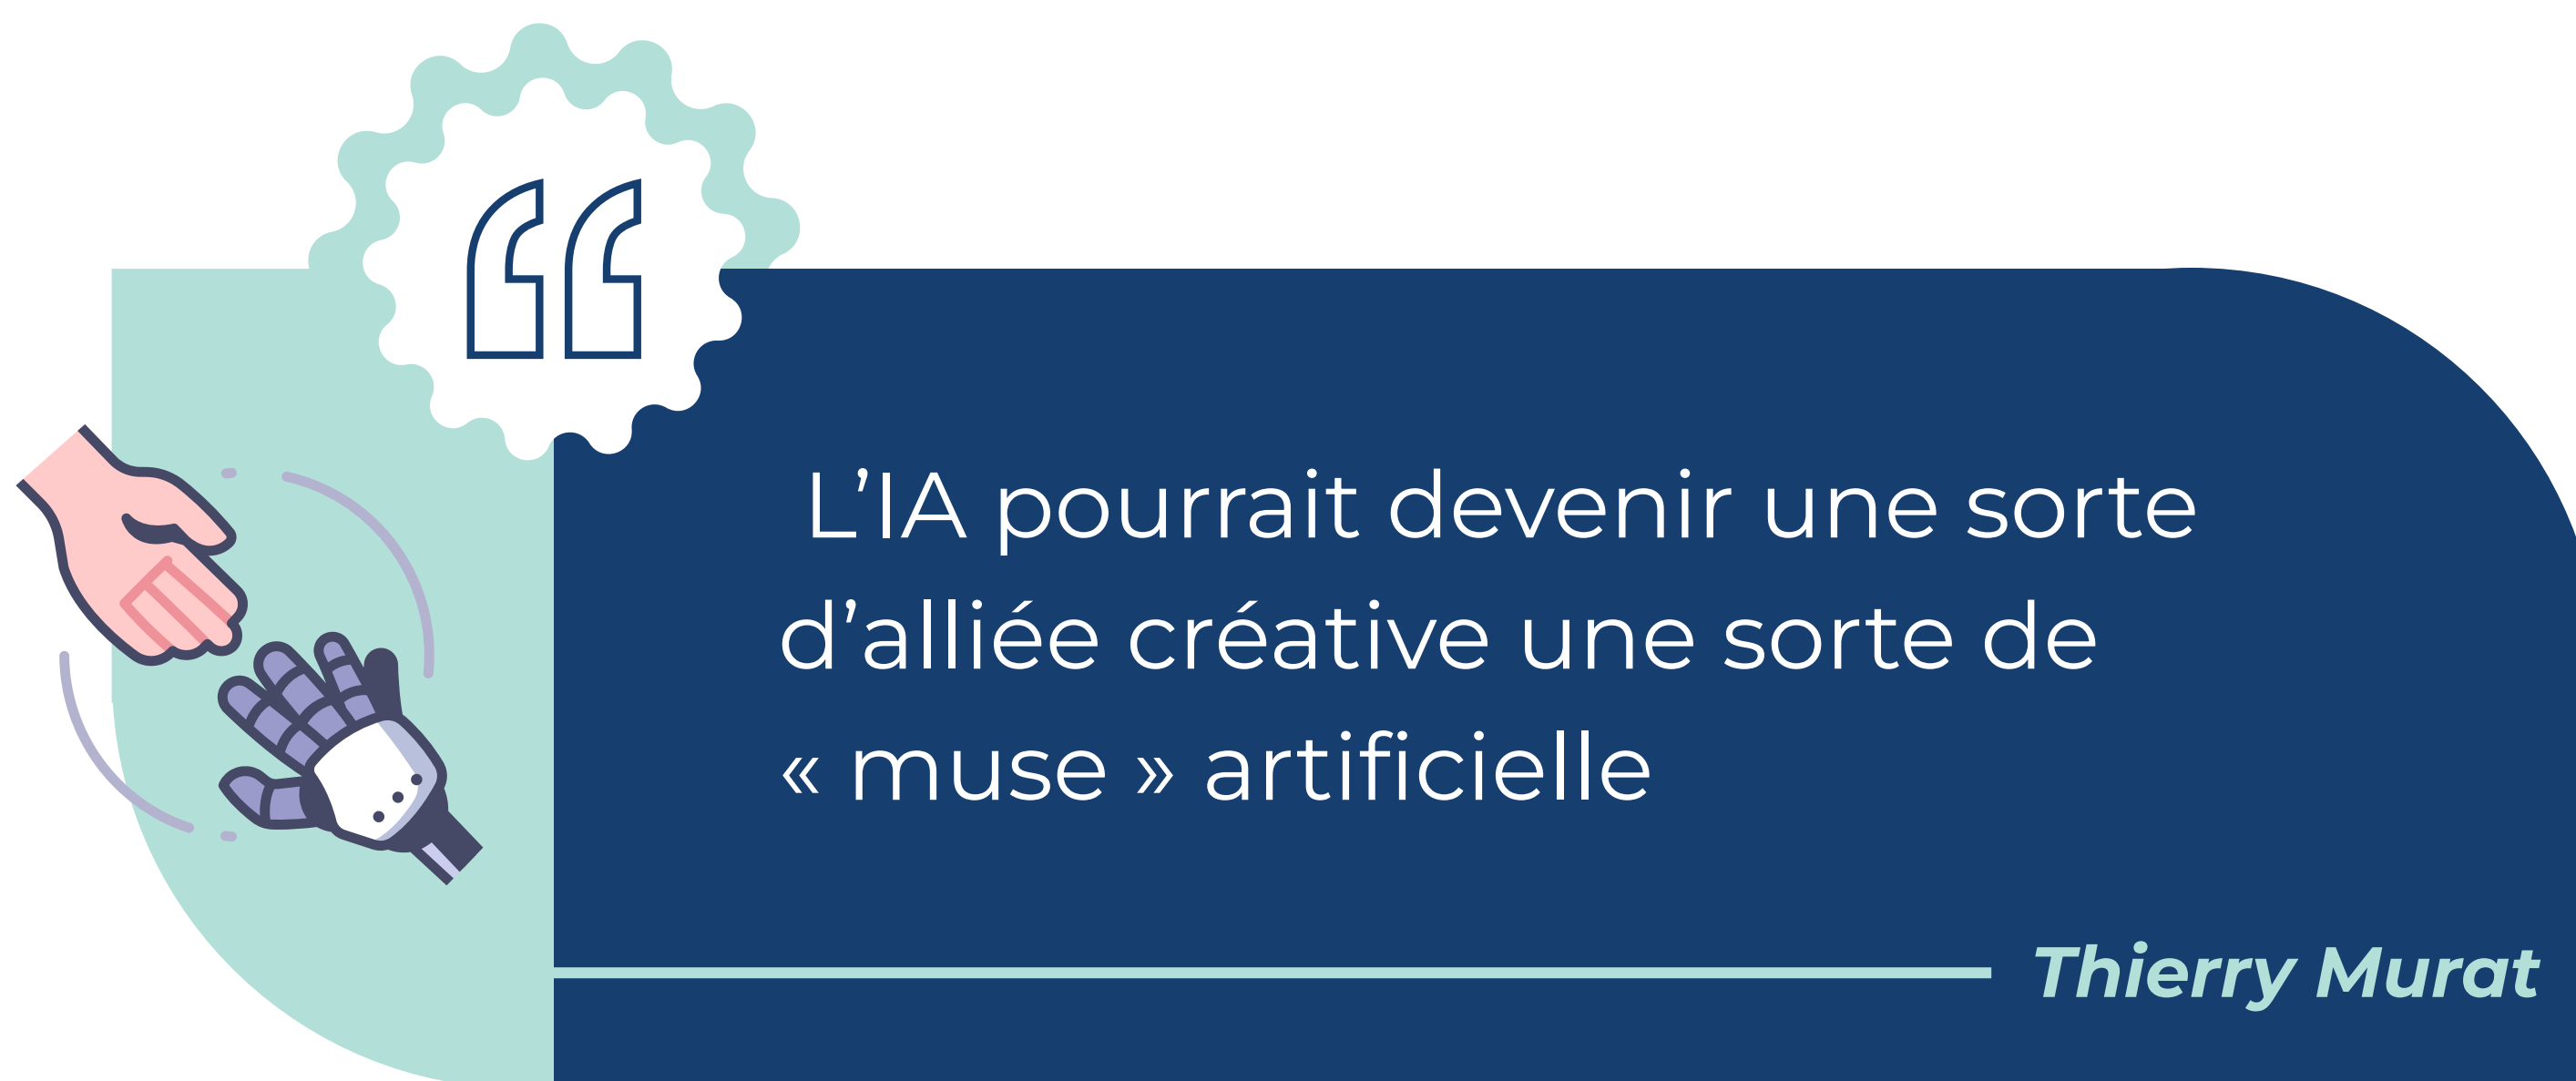 L’IA pourrait devenir une sorte
d’alliée créative une sorte de
« muse » artificielle
Thierry Murat